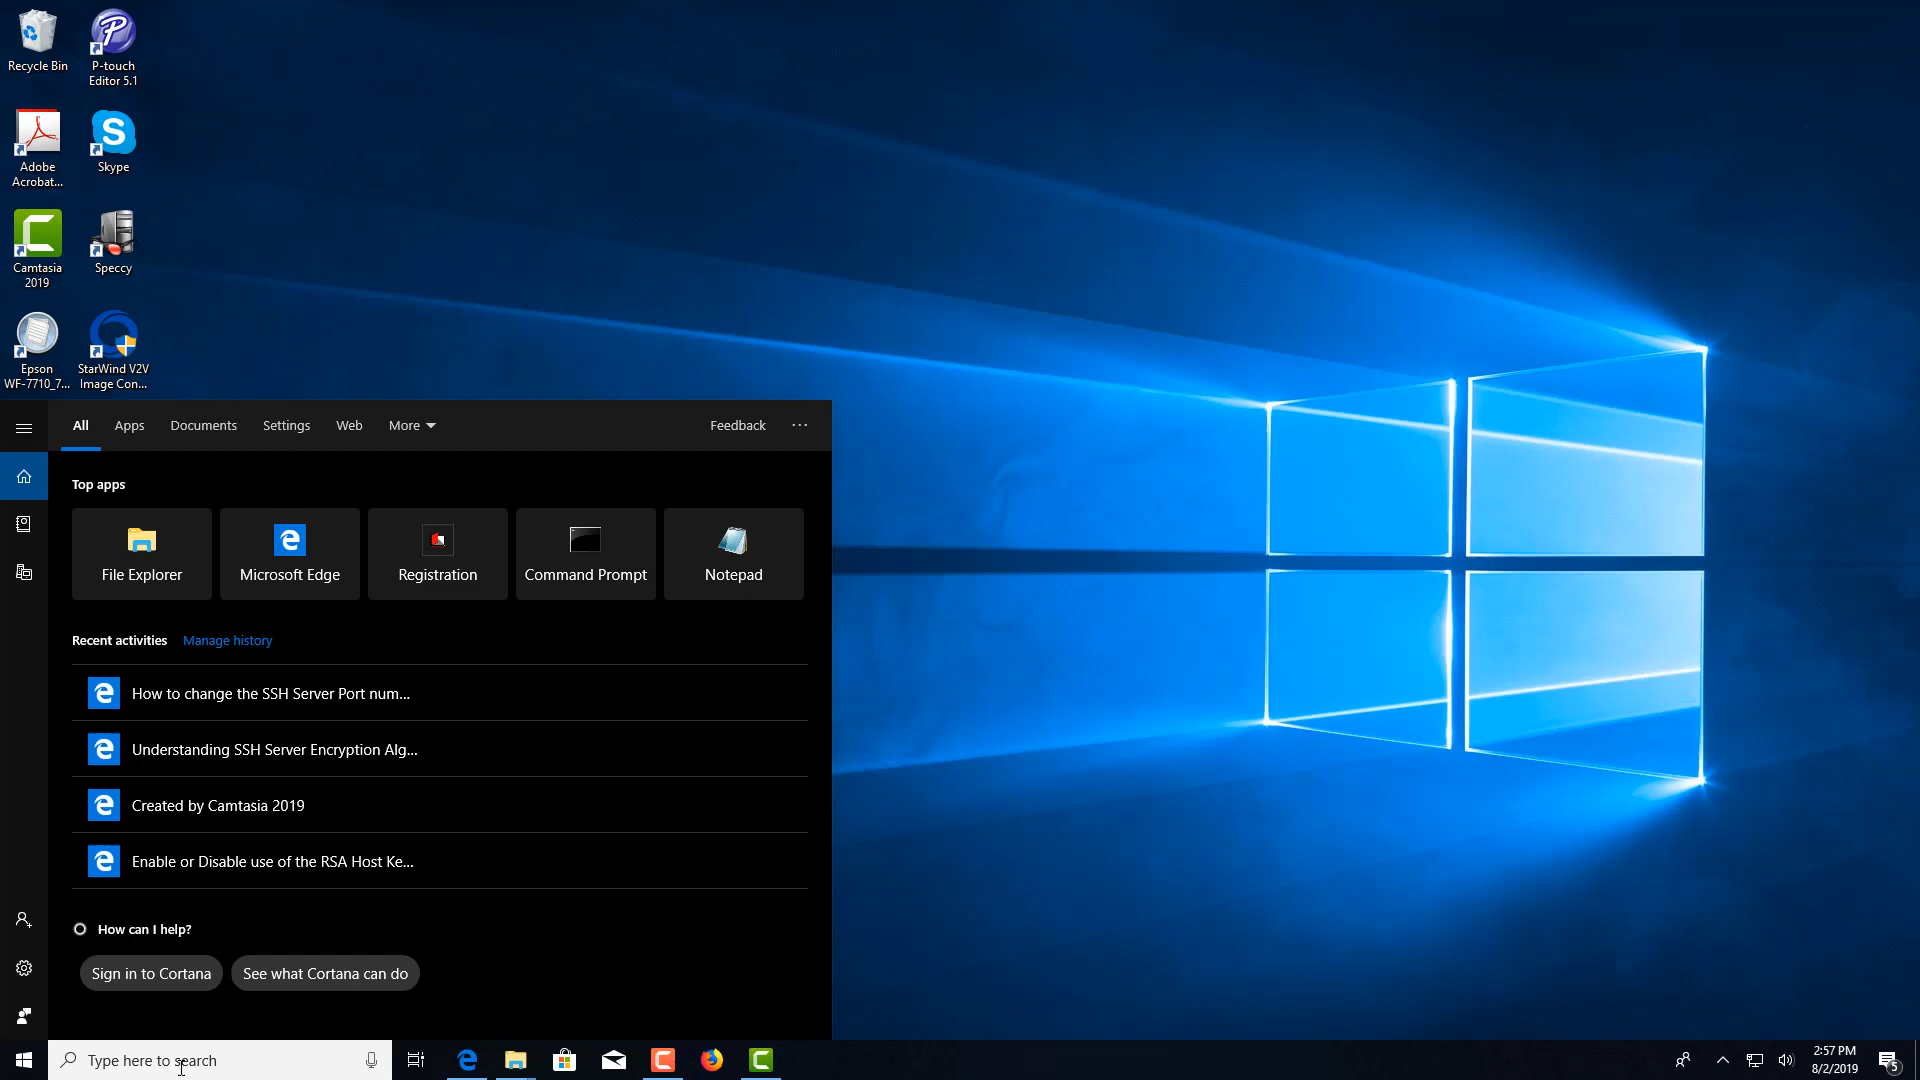 Recycle Bin
P-touch
Editor 5.1
Adobe
Acrobat...
Skype
Camtasia
2019
Speccy
Epson
WF-7710_7...
StarWind V2V
Image Con...
All
Apps
Documents
Settings
Web
More
Feedback
Top apps
File Explorer
Microsoft Edge
Registration
Command Prompt
Notepad
Recent activities
Manage history
How to change the SSH Server Port num...
Understanding SSH Server Encryption Alg...
Created by Camtasia 2019
Enable or Disable use of the RSA Host Ke...
How can I help?
Sign in to Cortana
See what Cortana can do
Type here to search
2:57 PM
8/2/2019
5